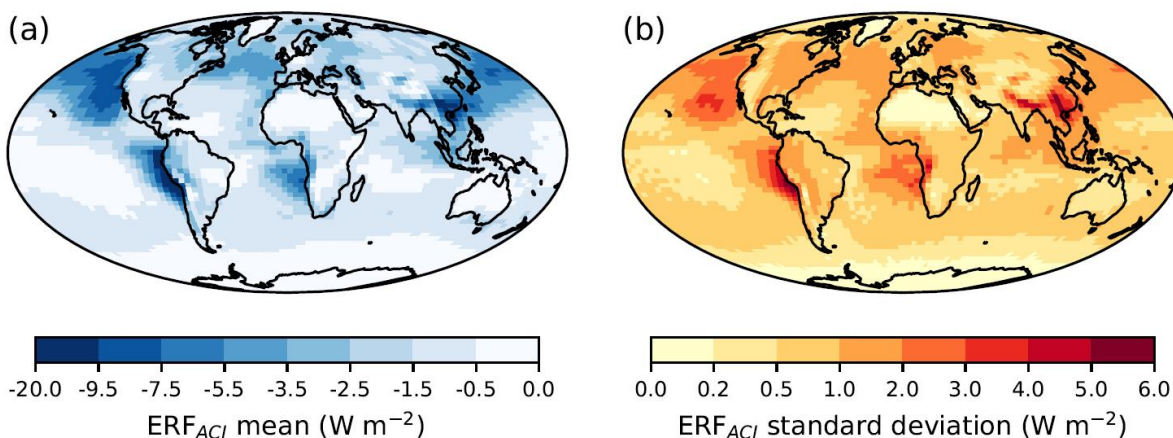 (a)
(b)
-20.0 -9.5 -7.5 -5.5 -3.5 -2.5 -1.5 -0.5 0.0
ERF_ACI mean (W m⁻²)
0.0 0.2 0.5 1.0 2.0 3.0 4.0 5.0 6.0
ERF_ACI standard deviation (W m⁻²)